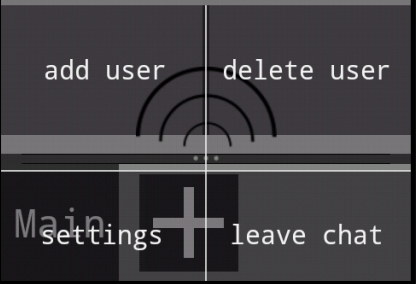 add user
delete user
Main
settings
leave chat